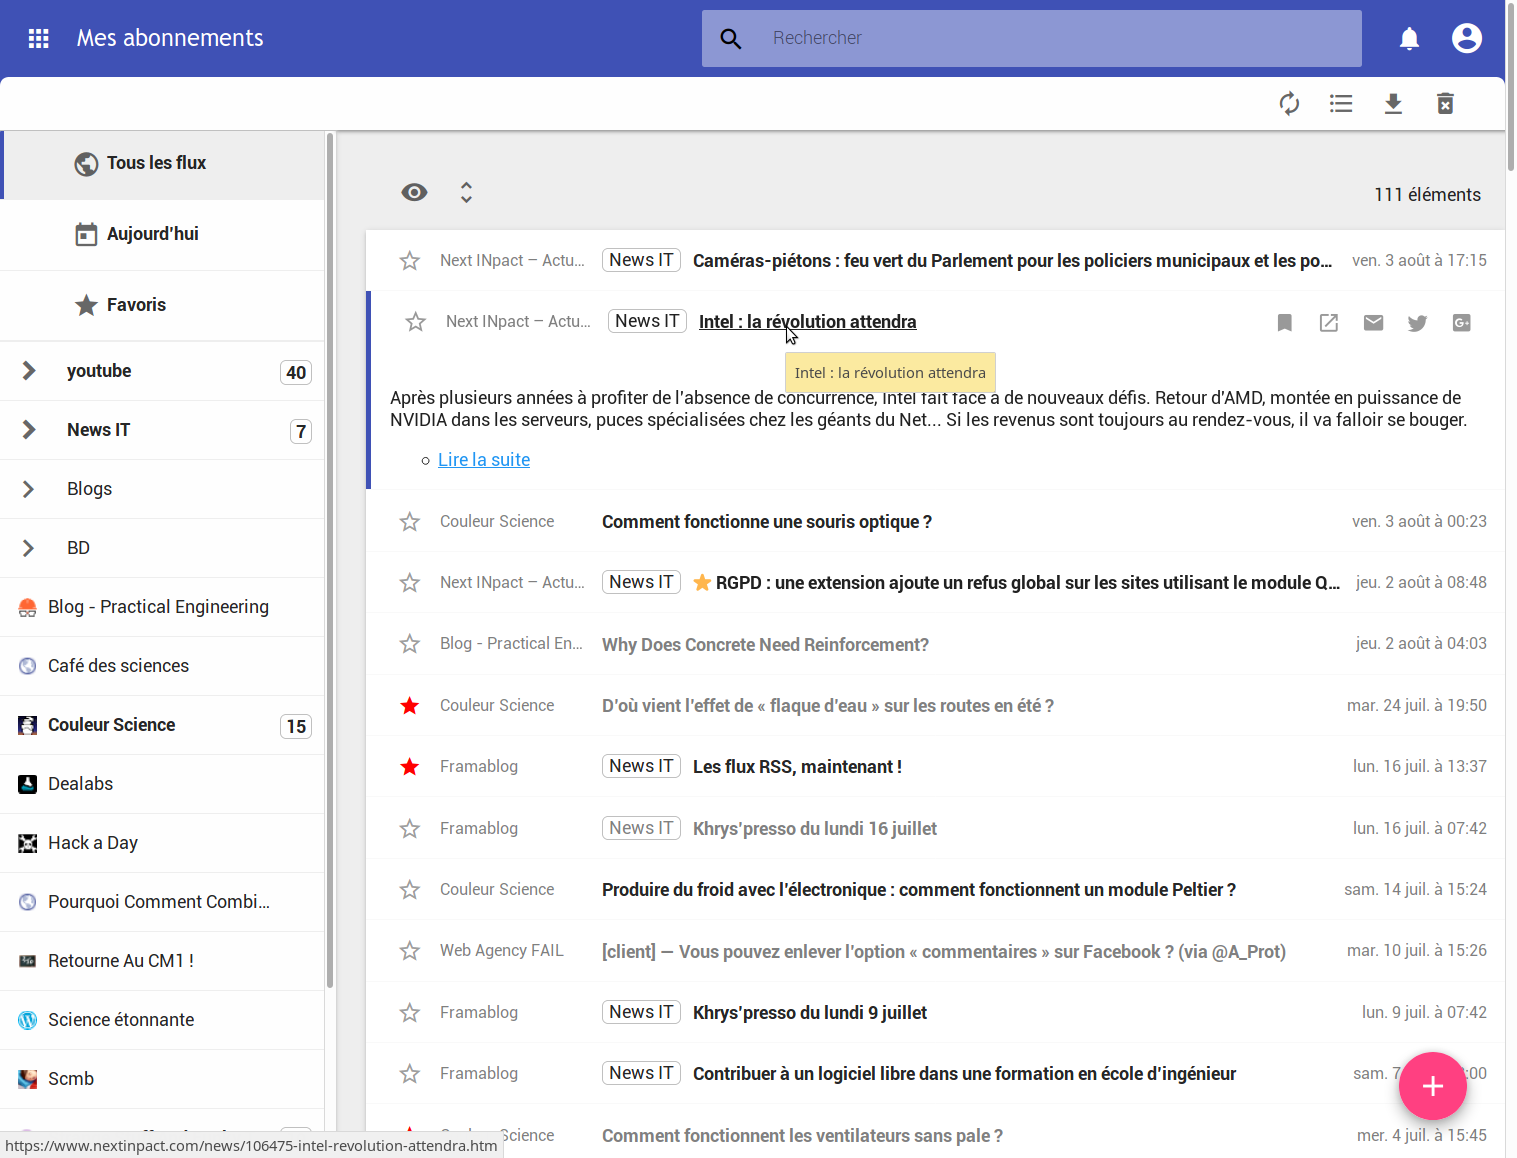 Mes abonnements
Rechercher
Tous les flux
Aujourd'hui
Favoris
youtube 40
News IT 7
Blogs
BD
Blog - Practical Engineering
Café des sciences
Couleur Science 15
Dealabs
Hack a Day
Pourquoi Comment Combi...
Retourne Au CM1 !
Science étonnante
Scmb
111 éléments
Next INpact – Actu... News IT Caméras-piétons : feu vert du Parlement pour les policiers municipaux et les po... ven. 3 août à 17:15
Next INpact – Actu... News IT Intel : la révolution attendra
Intel : la révolution attendra
Après plusieurs années à profiter de l'absence de concurrence, Intel fait face à de nouveaux défis. Retour d'AMD, montée en puissance de
NVIDIA dans les serveurs, puces spécialisées chez les géants du Net... Si les revenus sont toujours au rendez-vous, il va falloir se bouger.
Lire la suite
Couleur Science Comment fonctionne une souris optique ? ven. 3 août à 00:23
Next INpact – Actu... News IT ⭐ RGPD : une extension ajoute un refus global sur les sites utilisant le module Q... jeu. 2 août à 08:48
Blog - Practical En... Why Does Concrete Need Reinforcement? jeu. 2 août à 04:03
Couleur Science D'où vient l'effet de « flaque d'eau » sur les routes en été ? mar. 24 juil. à 19:50
Framablog News IT Les flux RSS, maintenant ! lun. 16 juil. à 13:37
Framablog News IT Khrys'presso du lundi 16 juillet lun. 16 juil. à 07:42
Couleur Science Produire du froid avec l'électronique : comment fonctionnent un module Peltier ? sam. 14 juil. à 15:24
Web Agency FAIL [client] — Vous pouvez enlever l'option « commentaires » sur Facebook ? (via @A_Prot) mar. 10 juil. à 15:26
Framablog News IT Khrys'presso du lundi 9 juillet lun. 9 juil. à 07:42
Framablog News IT Contribuer à un logiciel libre dans une formation en école d'ingénieur sam. 7 :00
Science Comment fonctionnent les ventilateurs sans pale ? mer. 4 juil. à 15:45
https://www.nextinpact.com/news/106475-intel-revolution-attendra.htm